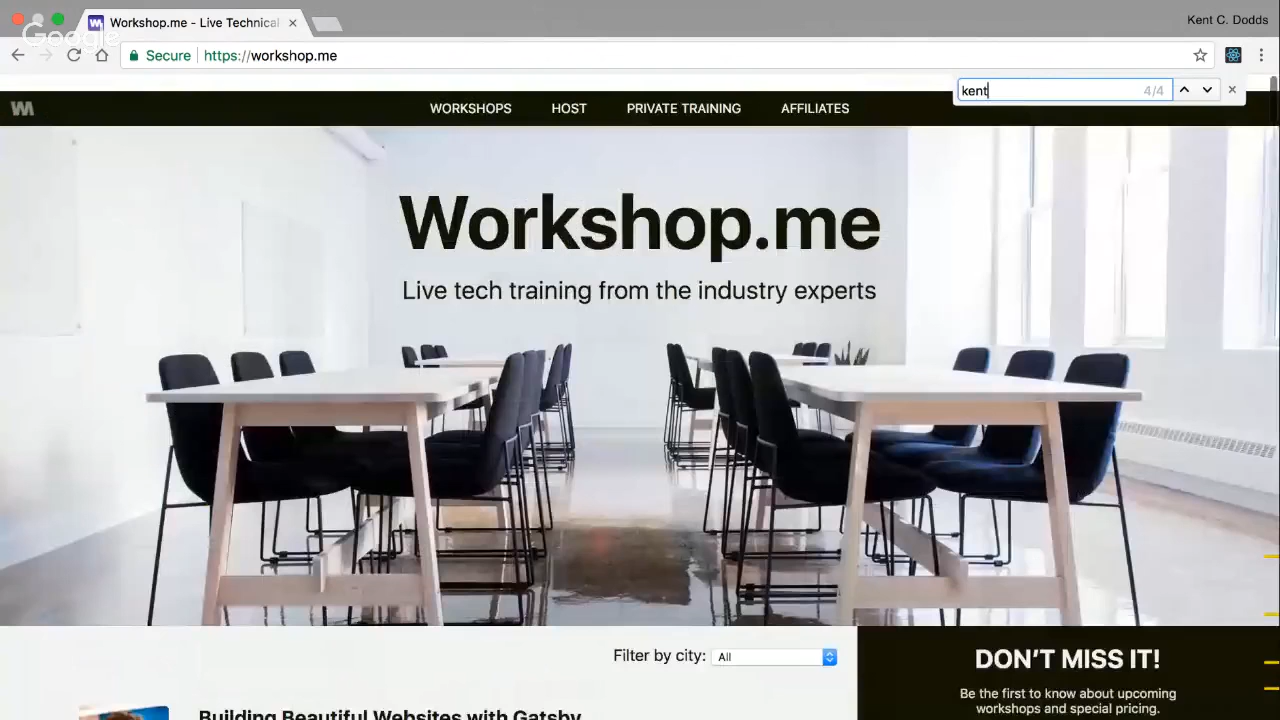 Workshop.me - Live Technical
Kent C. Dodds
Google
Secure https://workshop.me
kent 4/4
WORKSHOPS HOST PRIVATE TRAINING AFFILIATES
Workshop.me
Live tech training from the industry experts
Filter by city: All
DON'T MISS IT!
Be the first to know about upcoming
workshops and special pricing.
Building Beautiful Websites with Gatsby